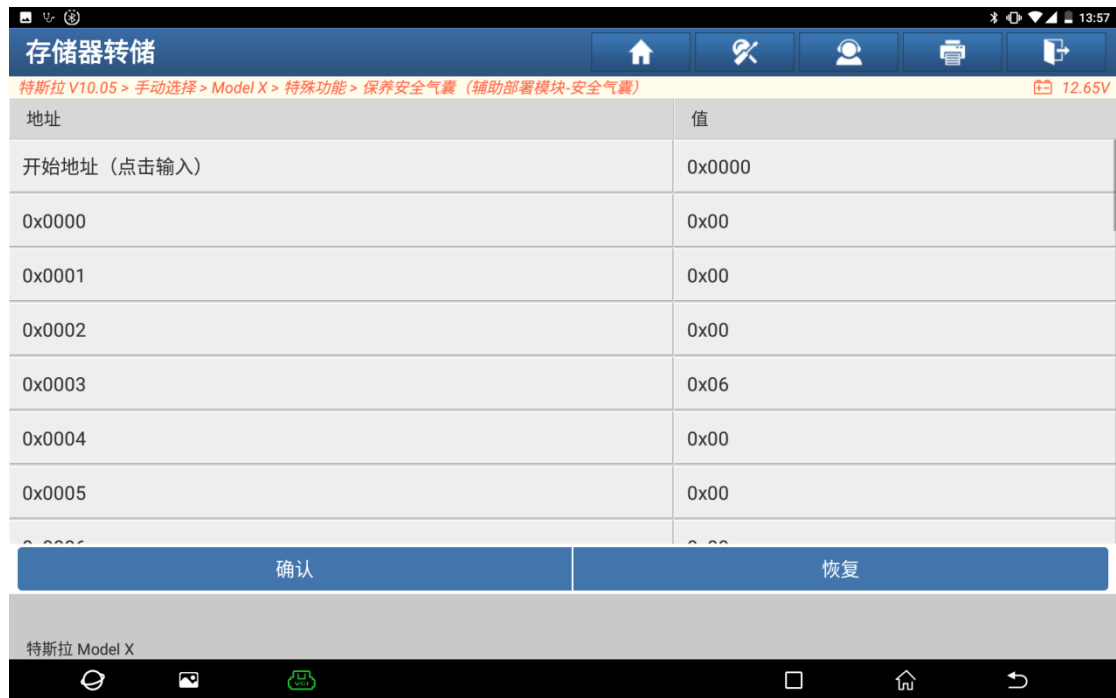 13:57
存储器转储
特斯拉 V10.05 > 手动选择 > Model X > 特殊功能 > 保养安全气囊（辅助部署模块-安全气囊） 12.65V
地址 值
开始地址（点击输入） 0x0000
0x0000 0x00
0x0001 0x00
0x0002 0x00
0x0003 0x06
0x0004 0x00
0x0005 0x00
确认 恢复
特斯拉 Model X
VCI